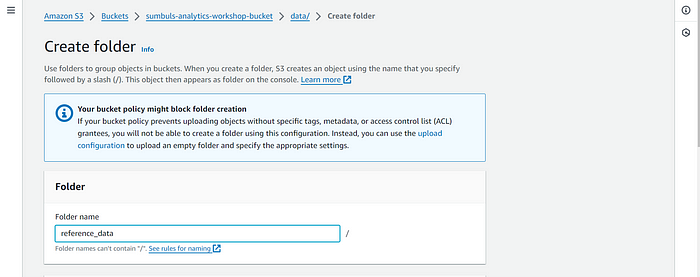 Amazon S3 > Buckets > sumbuls-analytics-workshop-bucket > data/ > Create folder
Create folder Info
Use folders to group objects in buckets. When you create a folder, S3 creates an object using the name that you specify
followed by a slash (/). This object then appears as folder on the console. Learn more
Your bucket policy might block folder creation
If your bucket policy prevents uploading objects without specific tags, metadata, or access control list (ACL)
grantees, you will not be able to create a folder using this configuration. Instead, you can use the upload
configuration to upload an empty folder and specify the appropriate settings.
Folder
Folder name
reference_data /
Folder names can't contain "/". See rules for naming